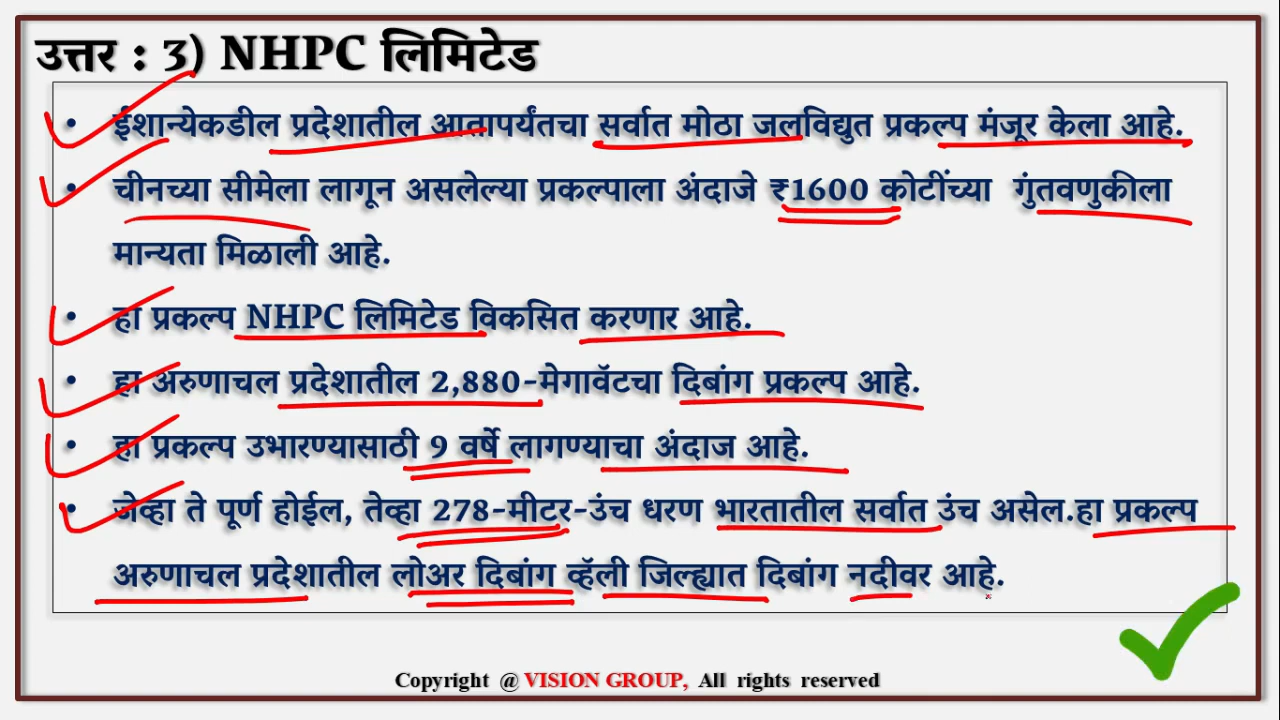 उत्तर : 3) NHPC लिमिटेड
• ईशान्येकडील प्रदेशातील आतापर्यंतचा सर्वात मोठा जलविद्युत प्रकल्प मंजूर केला आहे.
• चीनच्या सीमेला लागून असलेल्या प्रकल्पाला अंदाजे ₹1600 कोटींच्या गुंतवणुकीला
मान्यता मिळाली आहे.
• हा प्रकल्प NHPC लिमिटेड विकसित करणार आहे.
• हा अरुणाचल प्रदेशातील 2,880-मेगावॅटचा दिबांग प्रकल्प आहे.
• हा प्रकल्प उभारण्यासाठी 9 वर्षे लागण्याचा अंदाज आहे.
• जेव्हा ते पूर्ण होईल, तेव्हा 278-मीटर-उंच धरण भारतातील सर्वात उंच असेल.हा प्रकल्प
अरुणाचल प्रदेशातील लोअर दिबांग व्हॅली जिल्ह्यात दिबांग नदीवर आहे.
Copyright @ VISION GROUP, All rights reserved